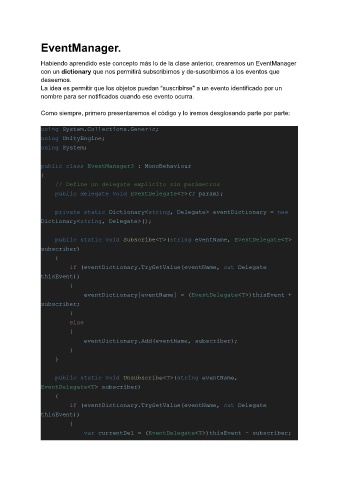 EventManager.
Habiendo aprendido este concepto más lo de la clase anterior, crearemos un EventManager
con un dictionary que nos permitirá subscribirnos y de-suscribirnos a los eventos que
deseemos.
La idea es permitir que los objetos puedan "suscribirse" a un evento identificado por un
nombre para ser notificados cuando ese evento ocurra.
Como siempre, primero presentaremos el código y lo iremos desglosando parte por parte:
using System.Collections.Generic;
using UnityEngine;
using System;
public class EventManager2 : MonoBehaviour
{
// Define un delegate explícito sin parámetros
public delegate void EventDelegate<T>(T param);
private static Dictionary<string, Delegate> eventDictionary = new
Dictionary<string, Delegate>();
public static void Subscribe<T>(string eventName, EventDelegate<T>
subscriber)
{
if (eventDictionary.TryGetValue(eventName, out Delegate
thisEvent))
{
eventDictionary[eventName] = (EventDelegate<T>)thisEvent +
subscriber;
}
else
{
eventDictionary.Add(eventName, subscriber);
}
}
public static void Unsubscribe<T>(string eventName,
EventDelegate<T> subscriber)
{
if (eventDictionary.TryGetValue(eventName, out Delegate
thisEvent))
{
var currentDel = (EventDelegate<T>)thisEvent - subscriber;